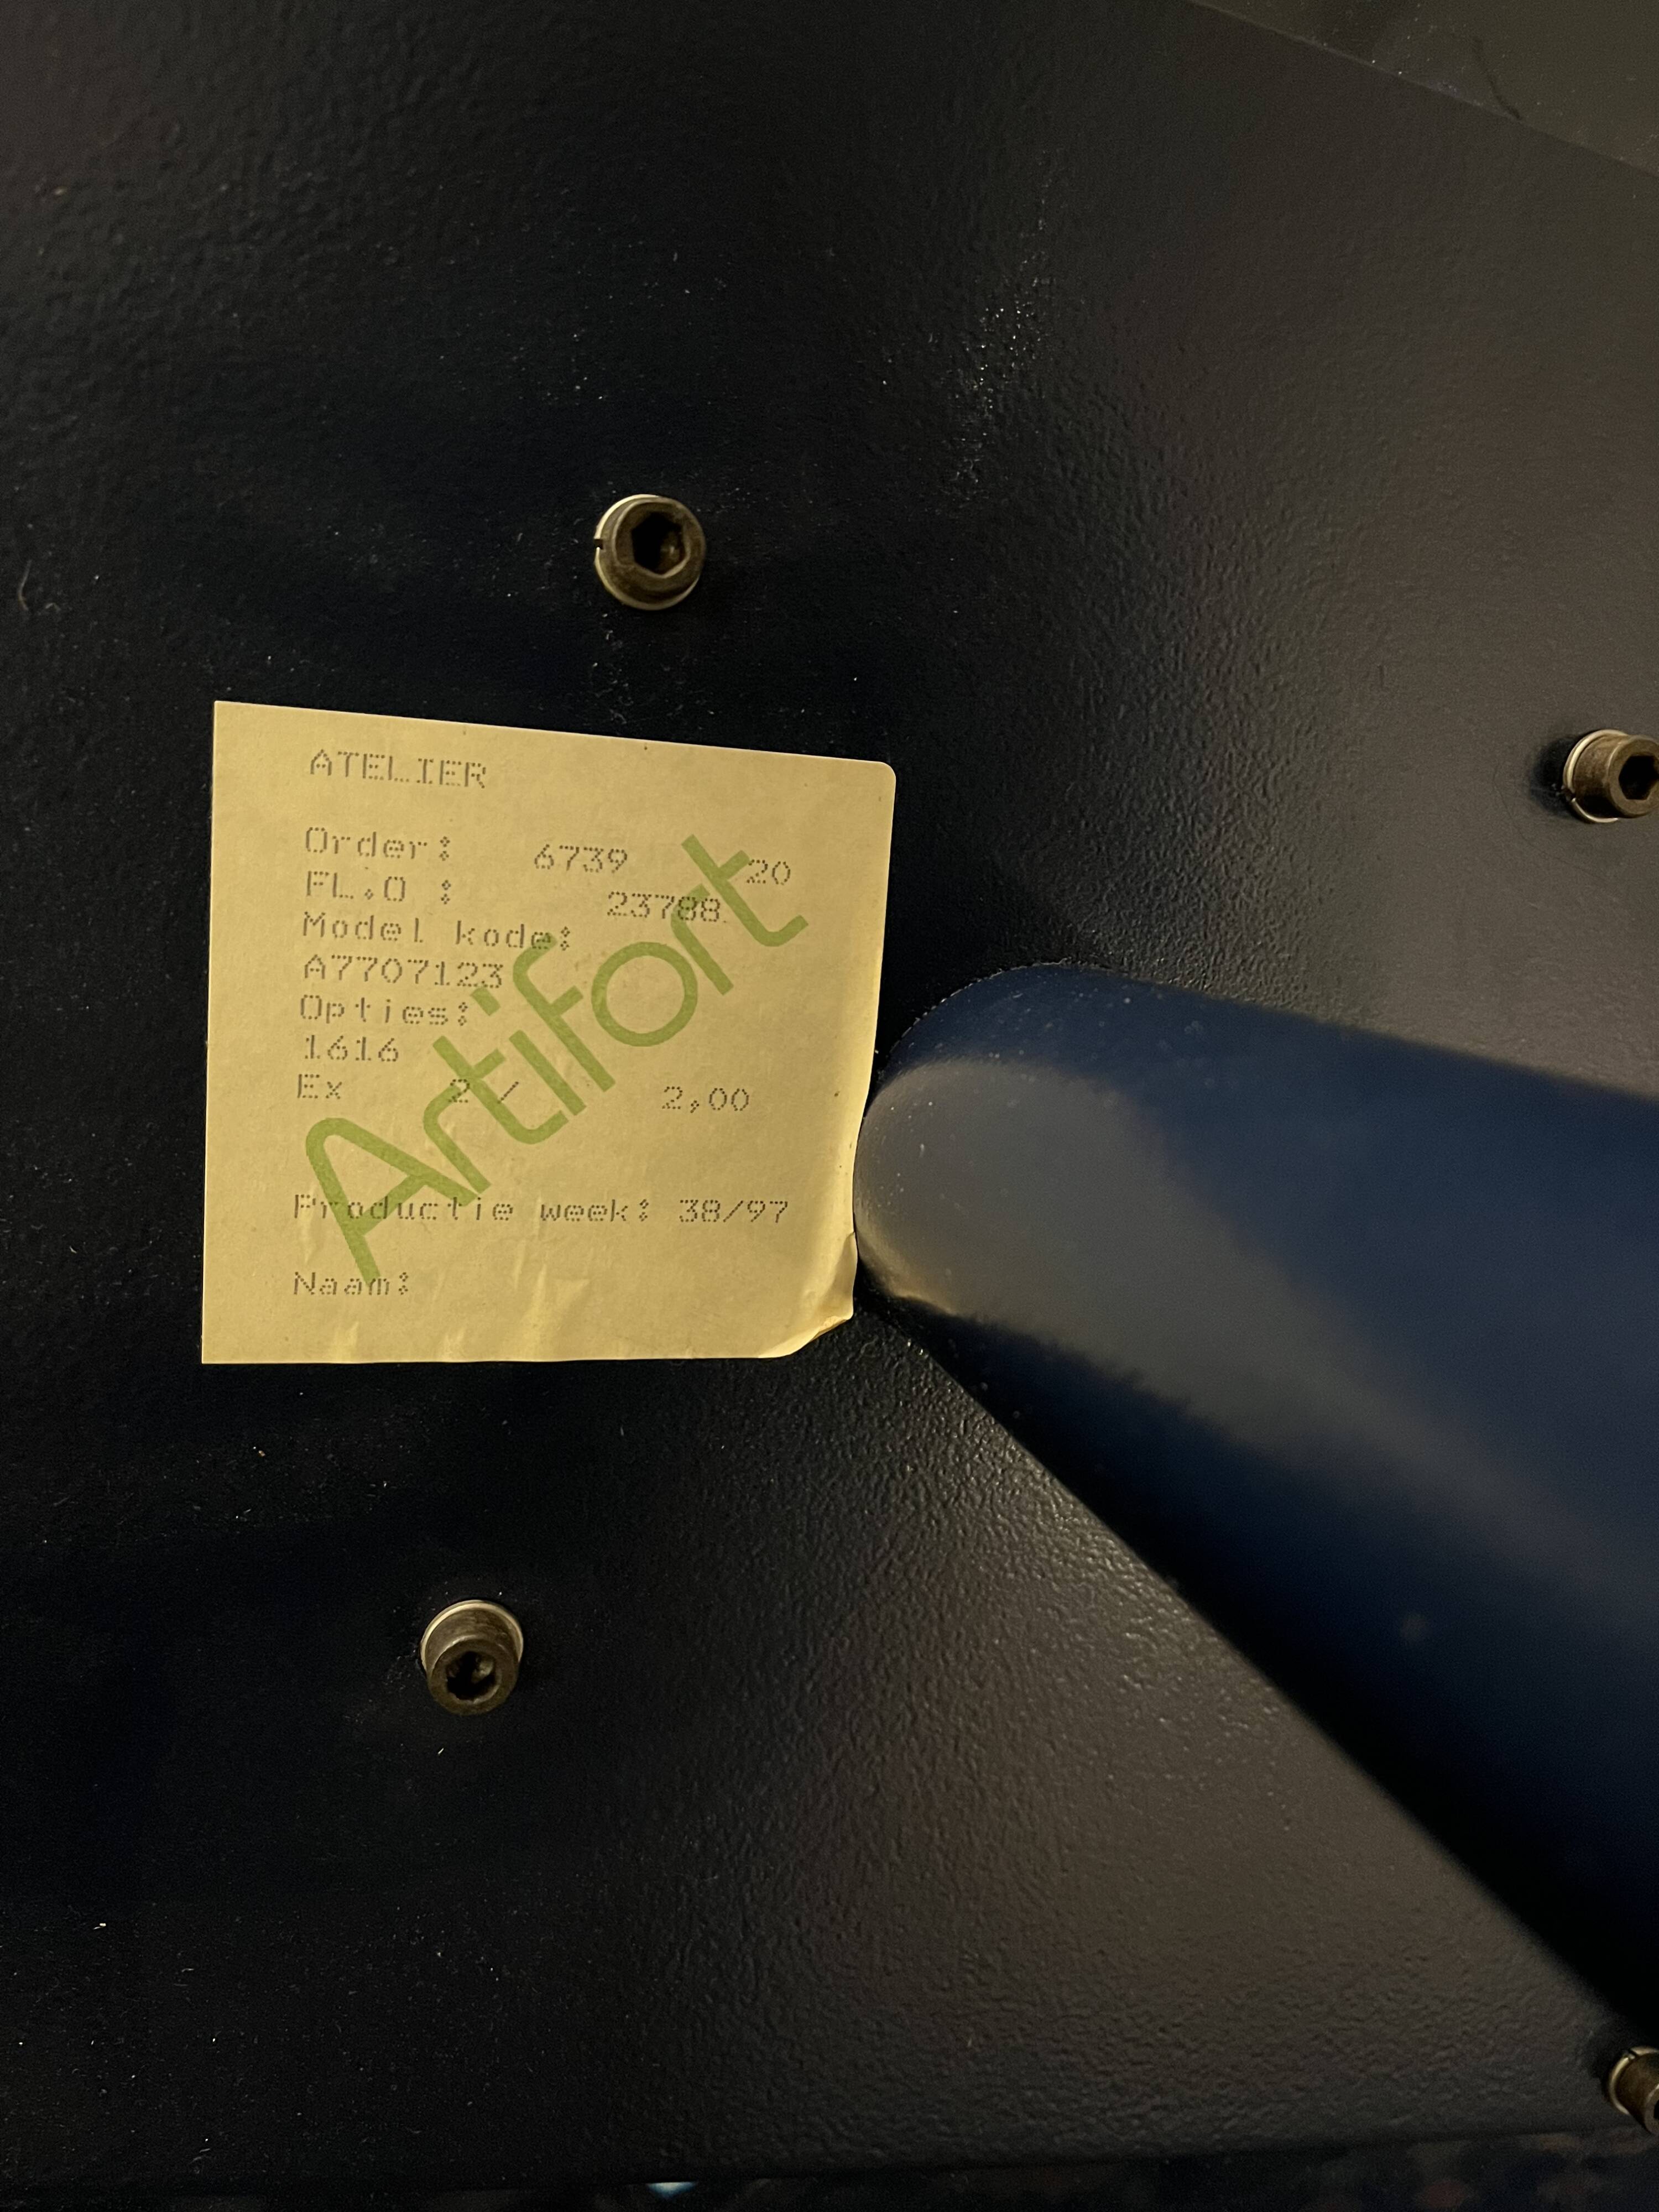 ATELIER
Order: 6739 20
FL.O : 23788
Model kode:
A7707123
Opties:
1616
Ex 2 / 2,00
Productie week: 38/97
Naam:
Artifort